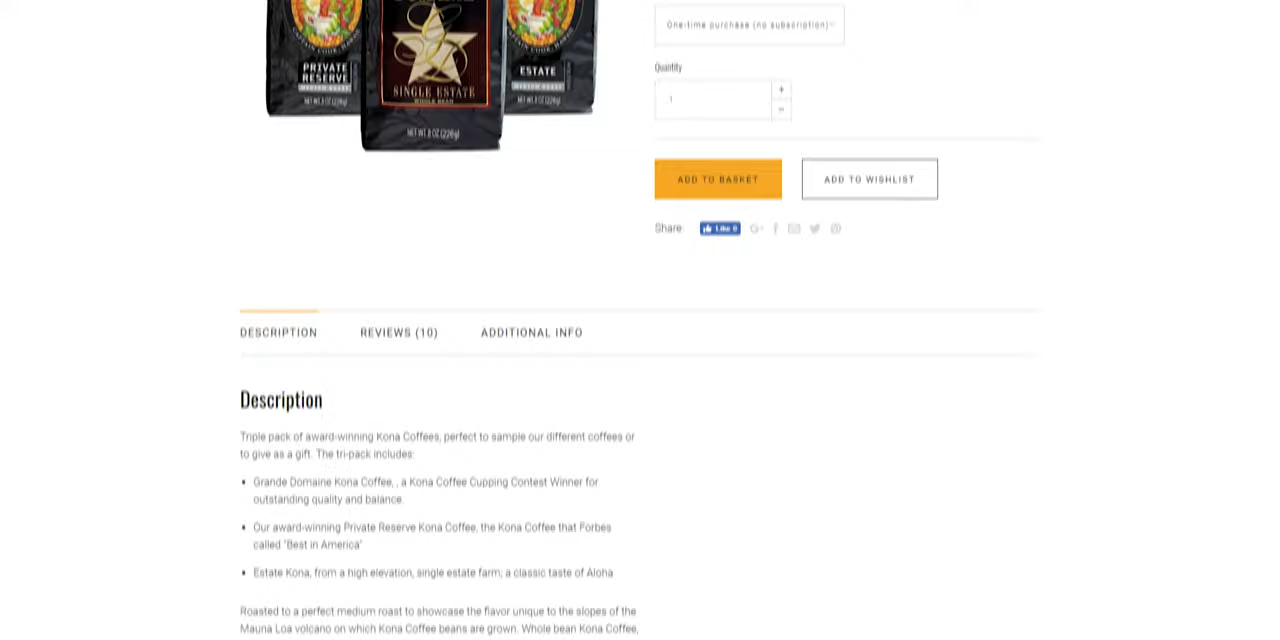 PRIVATE
RESERVE
NET WT. 8 OZ (226g)
SINGLE ESTATE
WHOLE BEAN
NET WT. 8 OZ (226g)
ESTATE
NET WT. 8 OZ (226g)
One-time purchase (no subscription)
Quantity
1
+
-
ADD TO BASKET
ADD TO WISHLIST
Share:
Like 0
G+
DESCRIPTION
REVIEWS (10)
ADDITIONAL INFO
Description
Triple pack of award-winning Kona Coffees, perfect to sample our different coffees or
to give as a gift. The tri-pack includes:
• Grande Domaine Kona Coffee, , a Kona Coffee Cupping Contest Winner for
outstanding quality and balance.
• Our award-winning Private Reserve Kona Coffee, the Kona Coffee that Forbes
called "Best in America"
• Estate Kona, from a high elevation, single estate farm; a classic taste of Aloha
Roasted to a perfect medium roast to showcase the flavor unique to the slopes of the
Mauna Loa volcano on which Kona Coffee beans are grown. Whole bean Kona Coffee,